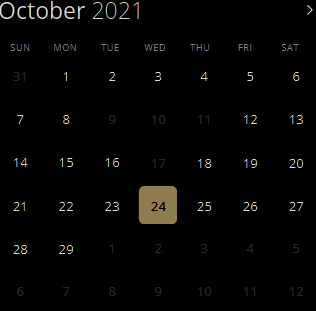 October 2021
SUN MON TUE WED THU FRI SAT
31 1 2 3 4 5 6
7 8 9 10 11 12 13
14 15 16 17 18 19 20
21 22 23 24 25 26 27
28 29 1 2 3 4 5
6 7 8 9 10 11 12